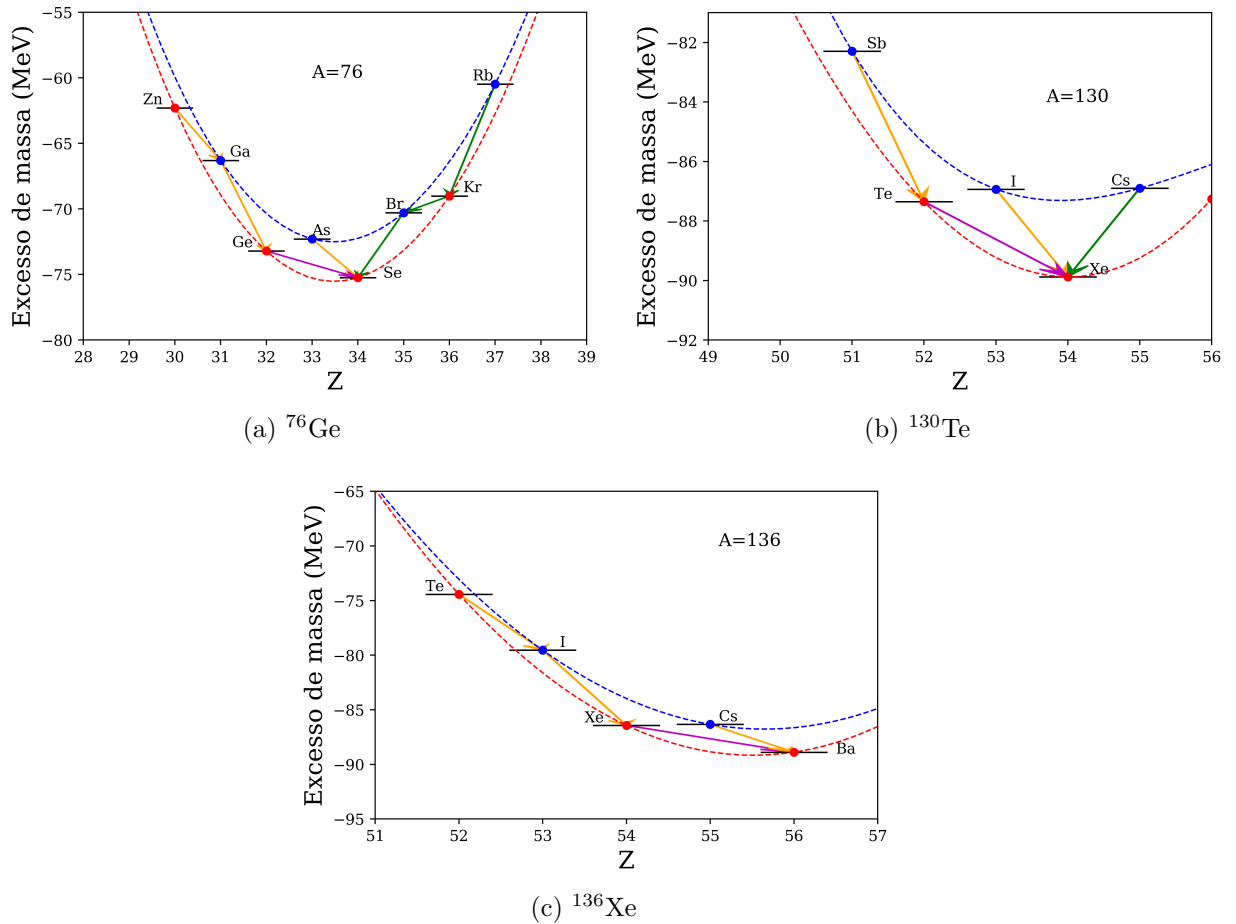 −55
−60
−65
−70
−75
−80
Excesso de massa (MeV)
A=76
Zn
Ga
Ge
As
Se
Br
Kr
Rb
28 29 30 31 32 33 34 35 36 37 38 39
Z
(a) ⁷⁶Ge
−82
−84
−86
−88
−90
−92
Excesso de massa (MeV)
A=130
Sb
Te
I
Xe
Cs
49 50 51 52 53 54 55 56
Z
(b) ¹³⁰Te
−65
−70
−75
−80
−85
−90
−95
Excesso de massa (MeV)
A=136
Te
I
Xe
Cs
Ba
51 52 53 54 55 56 57
Z
(c) ¹³⁶Xe